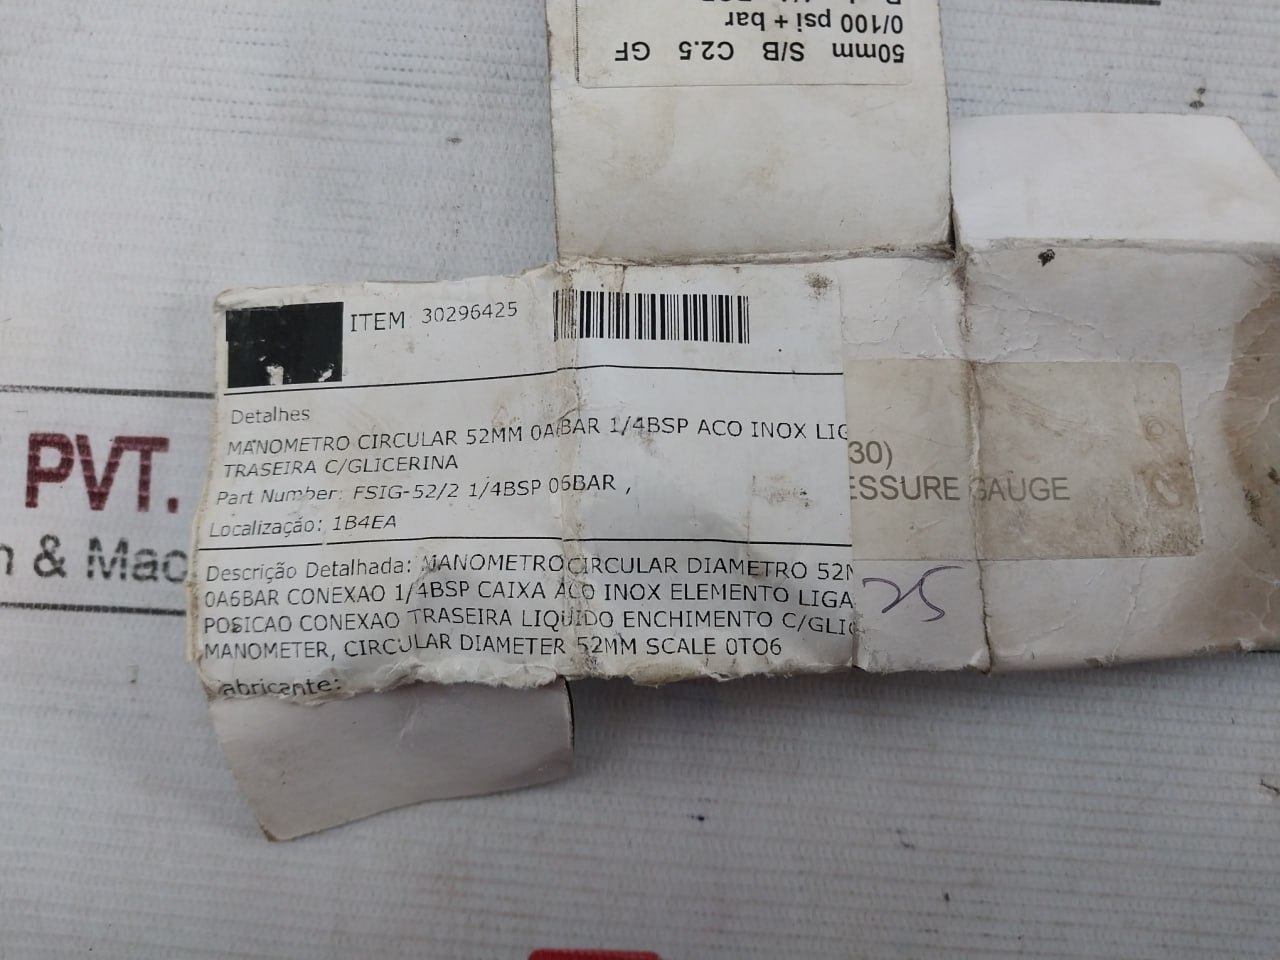 50mm S/B C2.5 GF
0/100 psi + bar
ITEM 30296425
Detalhes
MANOMETRO CIRCULAR 52MM 0A6BAR 1/4BSP ACO INOX LIG
TRASEIRA C/GLICERINA
Part Number: FSIG-52/2 1/4BSP 06BAR ,
Localização: 1B4EA
Descrição Detalhada: MANOMETRO CIRCULAR DIAMETRO 52M
0A6BAR CONEXAO 1/4BSP CAIXA ACO INOX ELEMENTO LIGA
POSICAO CONEXAO TRASEIRA LIQUIDO ENCHIMENTO C/GLIC
MANOMETER, CIRCULAR DIAMETER 52MM SCALE 0TO6
abricante:
30)
ESSURE GAUGE
25
PVT.
n & Mac